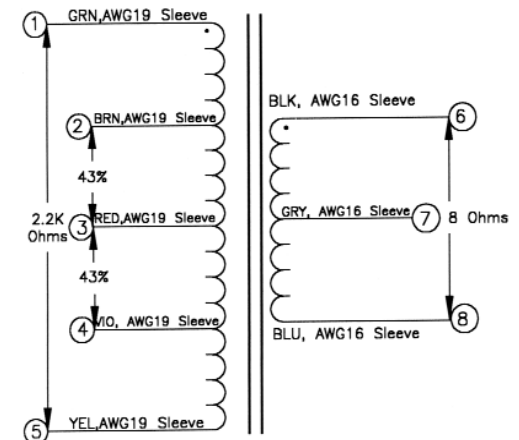 1
GRN,AWG19 Sleeve
BLK, AWG16 Sleeve
6
2
BRN,AWG19 Sleeve
43%
2.2K
Ohms
3
RED,AWG19 Sleeve
GRY, AWG16 Sleeve
7
8 Ohms
43%
4
VIO, AWG19 Sleeve
8
BLU, AWG16 Sleeve
5
YEL,AWG19 Sleeve